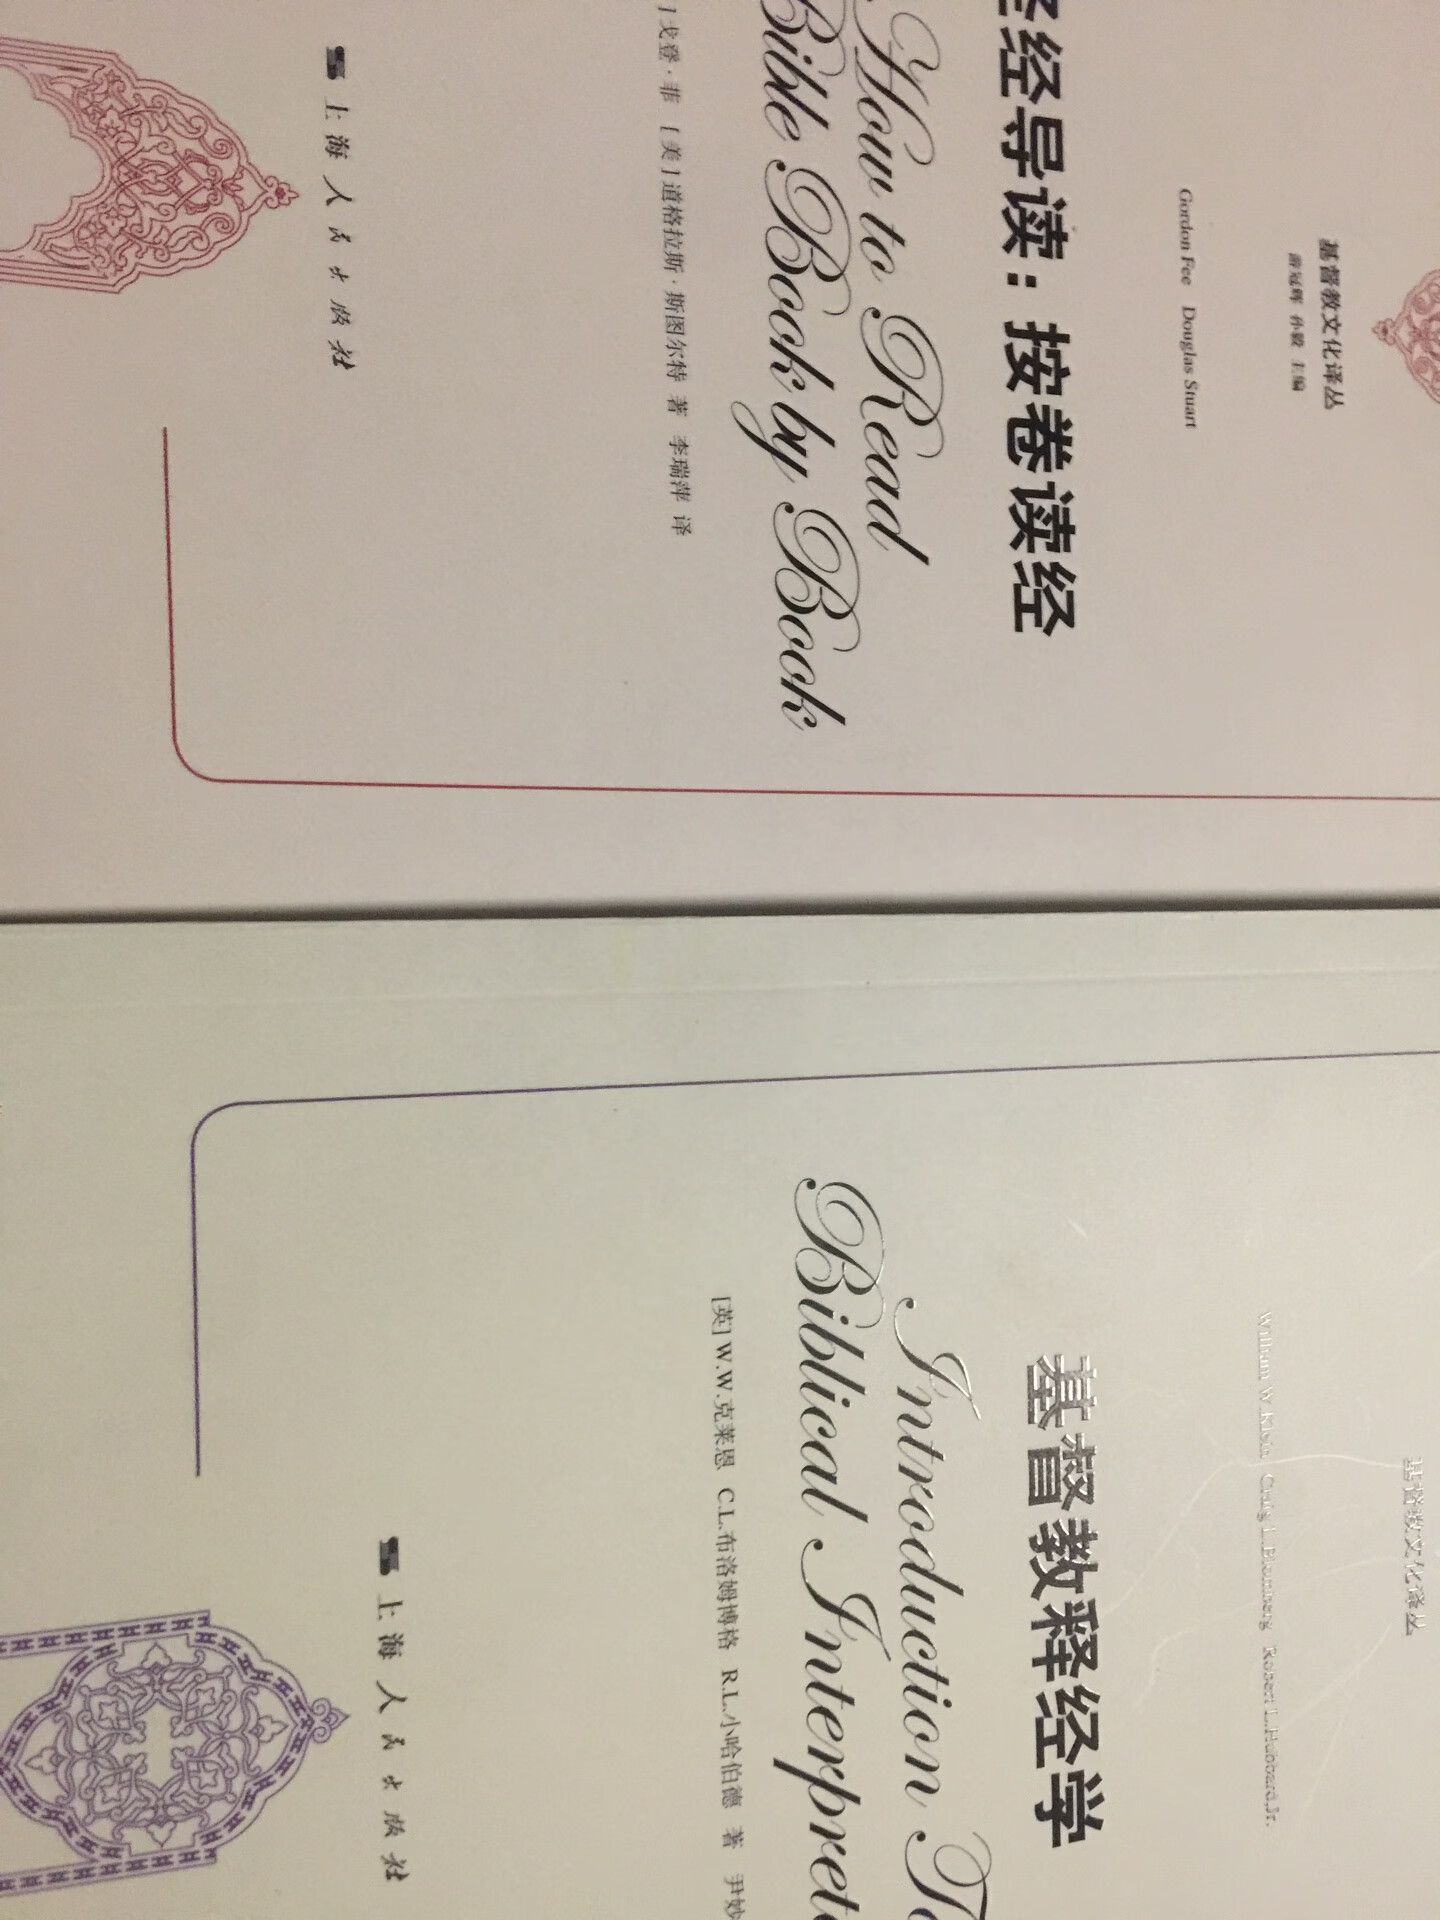 基督教文化译丛
游冠辉 孙毅 主编
Gordon Fee Douglas Stuart
经导读：按卷读经
How to Read
Bible Book by Book
］戈登·菲 ［美］道格拉斯·斯图尔特 著 李瑞萍 译
上海人民出版社
基督教文化译丛
William W. Klein Craig L. Blomberg Robert L. Hubbard, Jr.
基督教释经学
Introduction To
Biblical Interpret
[英] W.W.克莱恩 C.L.布洛姆博格 R.L.小哈伯德 著 尹妙
上海人民出版社